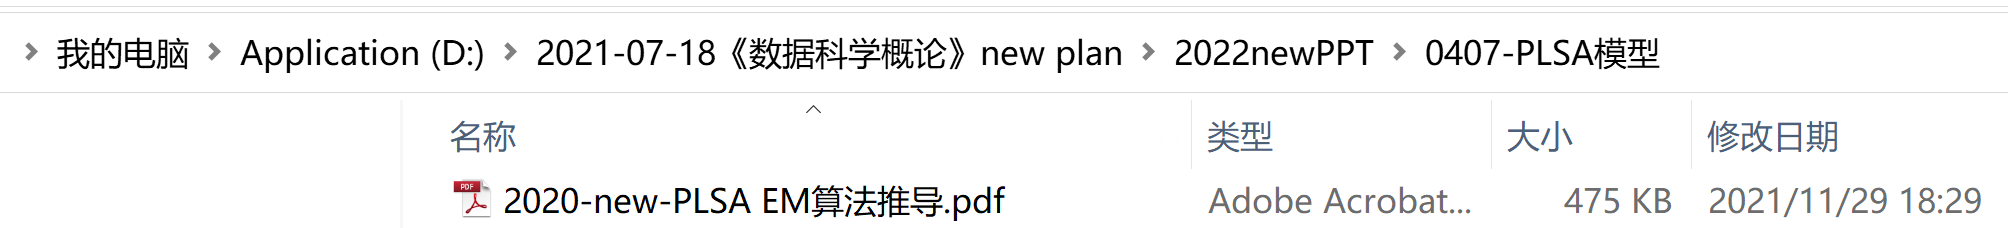 我的电脑 > Application (D:) > 2021-07-18《数据科学概论》new plan > 2022newPPT > 0407-PLSA模型
名称 类型 大小 修改日期
PDF 2020-new-PLSA EM算法推导.pdf Adobe Acrobat... 475 KB 2021/11/29 18:29